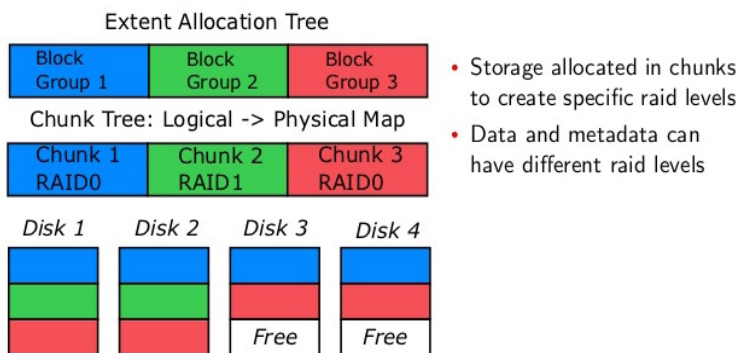 Extent Allocation Tree
Block Group 1
Block Group 2
Block Group 3
Chunk Tree: Logical -> Physical Map
Chunk 1 RAID0
Chunk 2 RAID1
Chunk 3 RAID0
Disk 1
Disk 2
Disk 3
Disk 4
Free
Free
• Storage allocated in chunks
to create specific raid levels
• Data and metadata can
have different raid levels